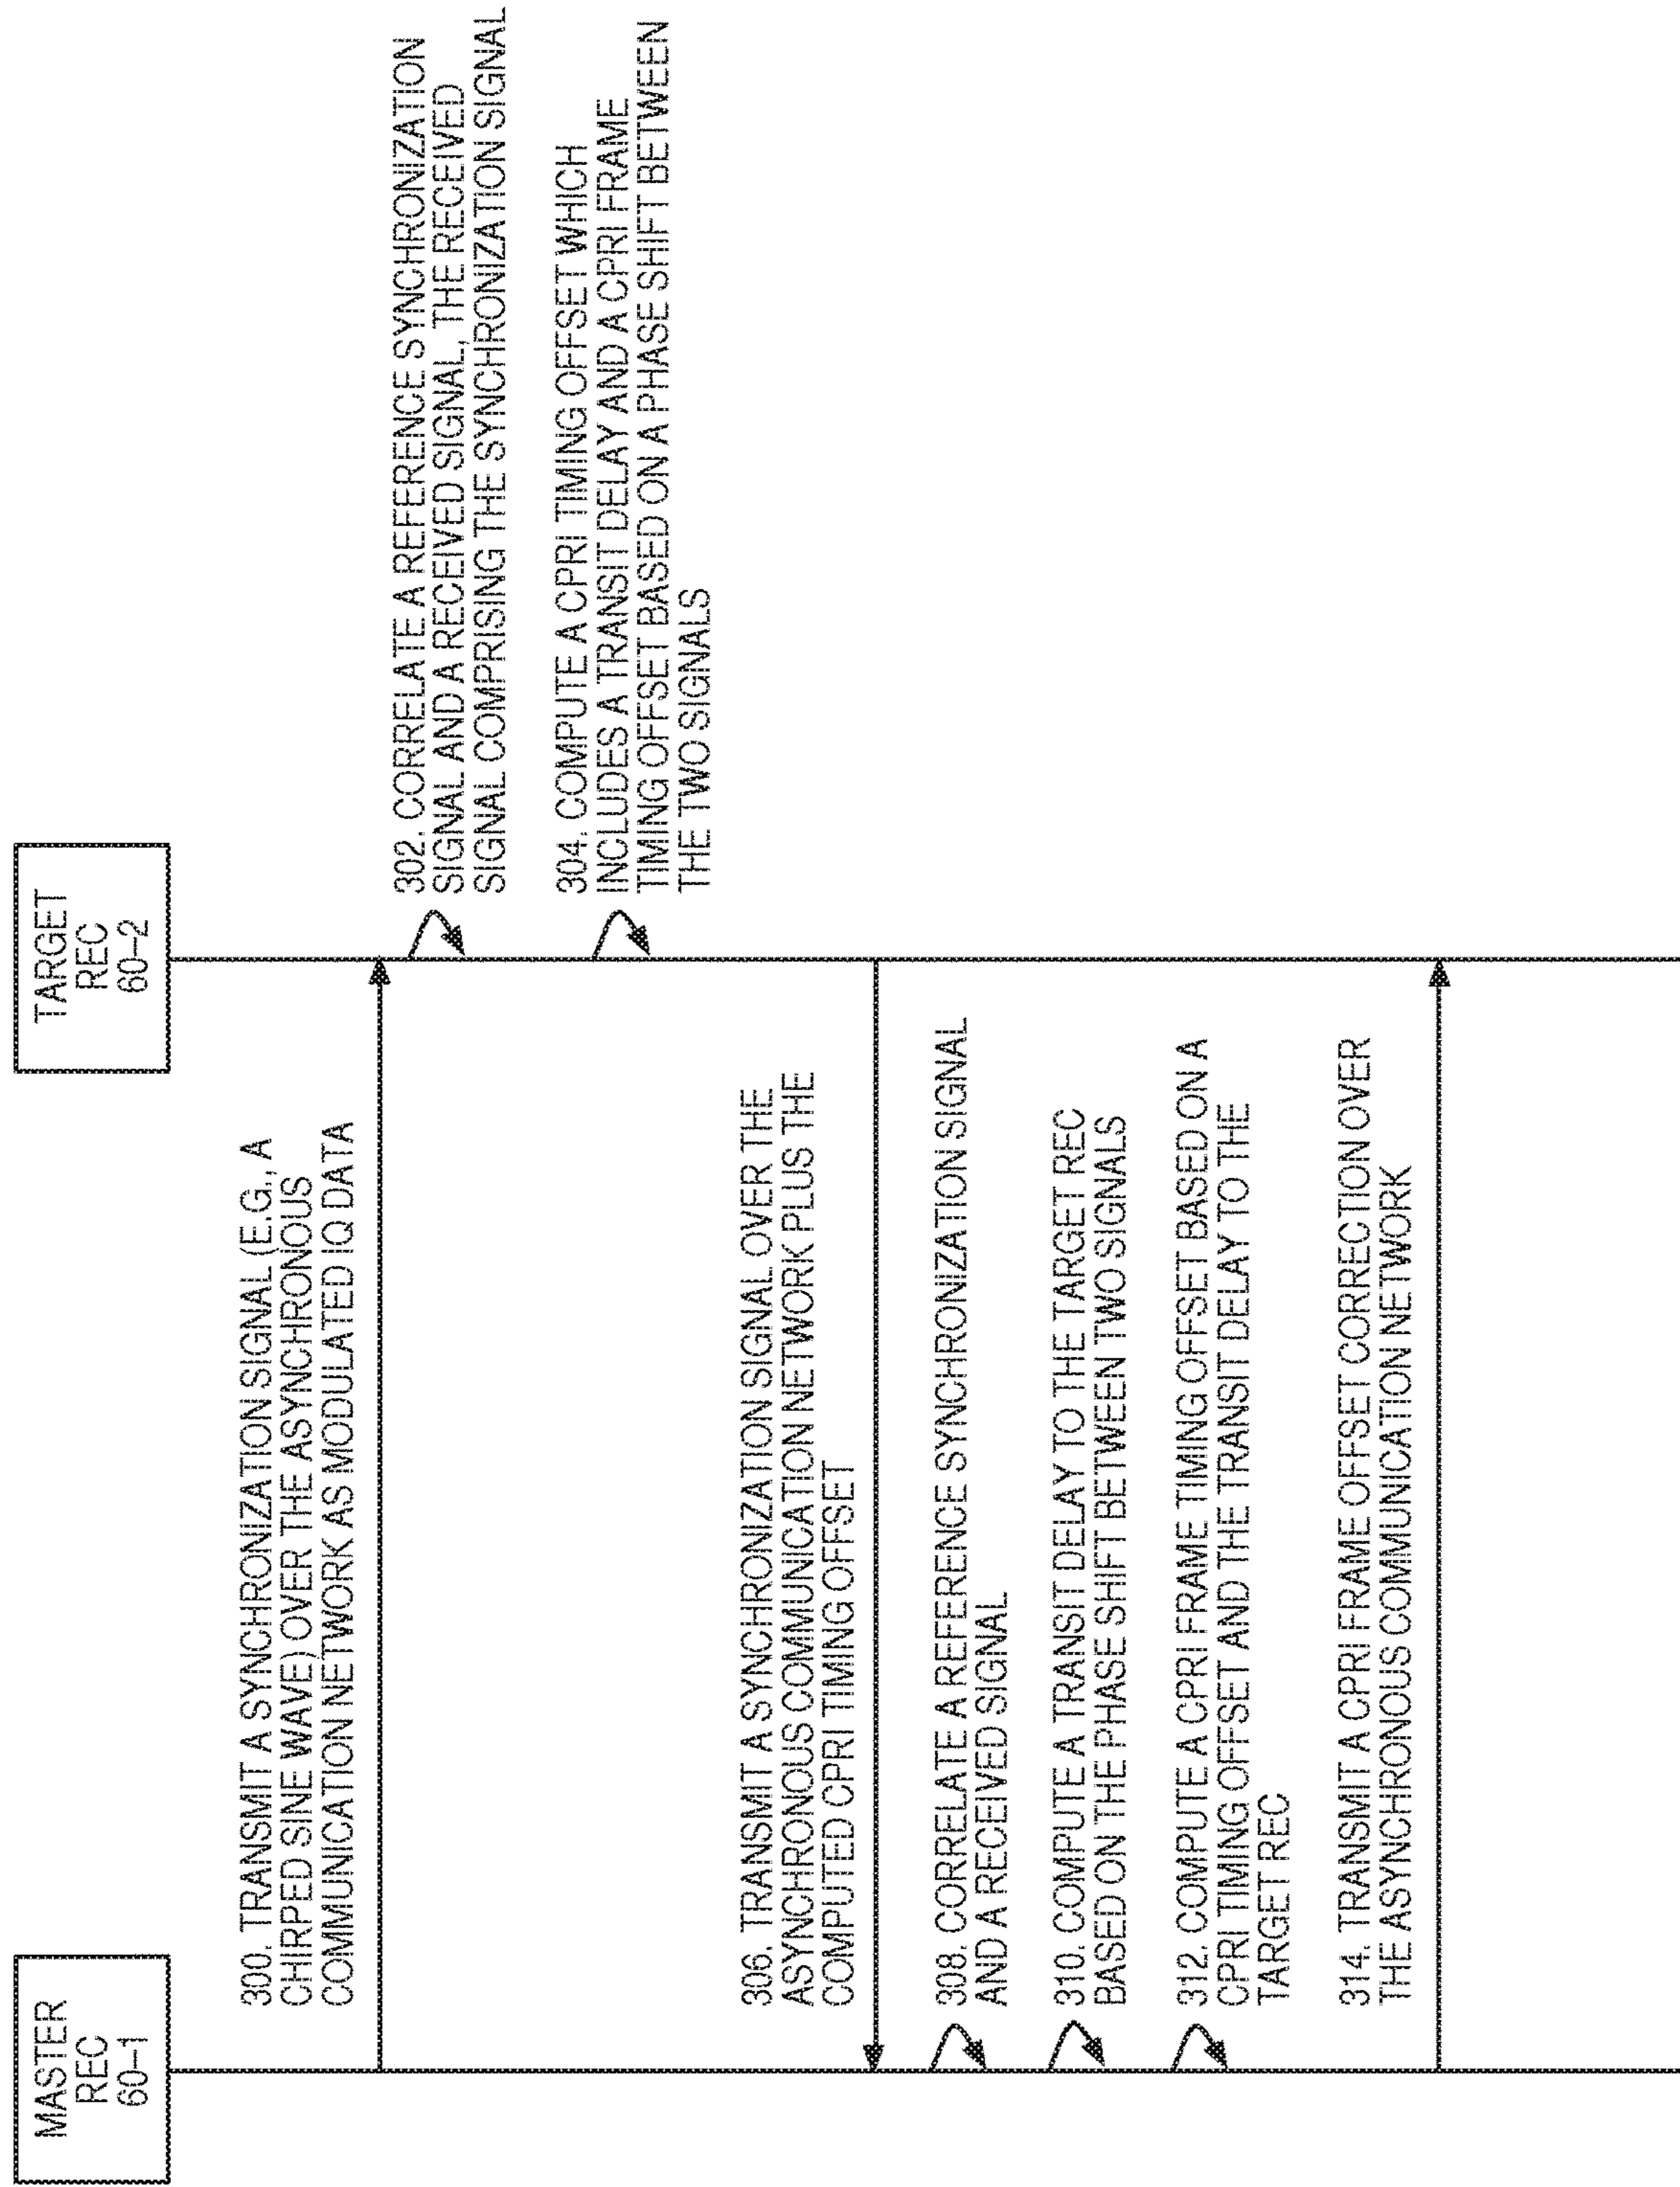 MASTER
REC
60–1
TARGET
REC
60–2
300. TRANSMIT A SYNCHRONIZATION SIGNAL (E.G., A
CHIRPED SINE WAVE) OVER THE ASYNCHRONOUS
COMMUNICATION NETWORK AS MODULATED IQ DATA
302. CORRELATE A REFERENCE SYNCHRONIZATION
SIGNAL AND A RECEIVED SIGNAL, THE RECEIVED
SIGNAL COMPRISING THE SYNCHRONIZATION SIGNAL
304. COMPUTE A CPRI TIMING OFFSET WHICH
INCLUDES A TRANSIT DELAY AND A CPRI FRAME
TIMING OFFSET BASED ON A PHASE SHIFT BETWEEN
THE TWO SIGNALS
306. TRANSMIT A SYNCHRONIZATION SIGNAL OVER THE
ASYNCHRONOUS COMMUNICATION NETWORK PLUS THE
COMPUTED CPRI TIMING OFFSET
308. CORRELATE A REFERENCE SYNCHRONIZATION SIGNAL
AND A RECEIVED SIGNAL
310. COMPUTE A TRANSIT DELAY TO THE TARGET REC
BASED ON THE PHASE SHIFT BETWEEN TWO SIGNALS
312. COMPUTE A CPRI FRAME TIMING OFFSET BASED ON A
CPRI TIMING OFFSET AND THE TRANSIT DELAY TO THE
TARGET REC
314. TRANSMIT A CPRI FRAME OFFSET CORRECTION OVER
THE ASYNCHRONOUS COMMUNICATION NETWORK